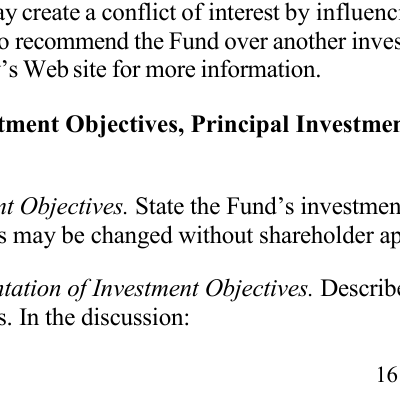 ay create a conflict of interest by influenc
o recommend the Fund over another inves
's Web site for more information.
tment Objectives, Principal Investmen
nt Objectives. State the Fund's investmen
s may be changed without shareholder ap
ntation of Investment Objectives. Describe
s. In the discussion:
16